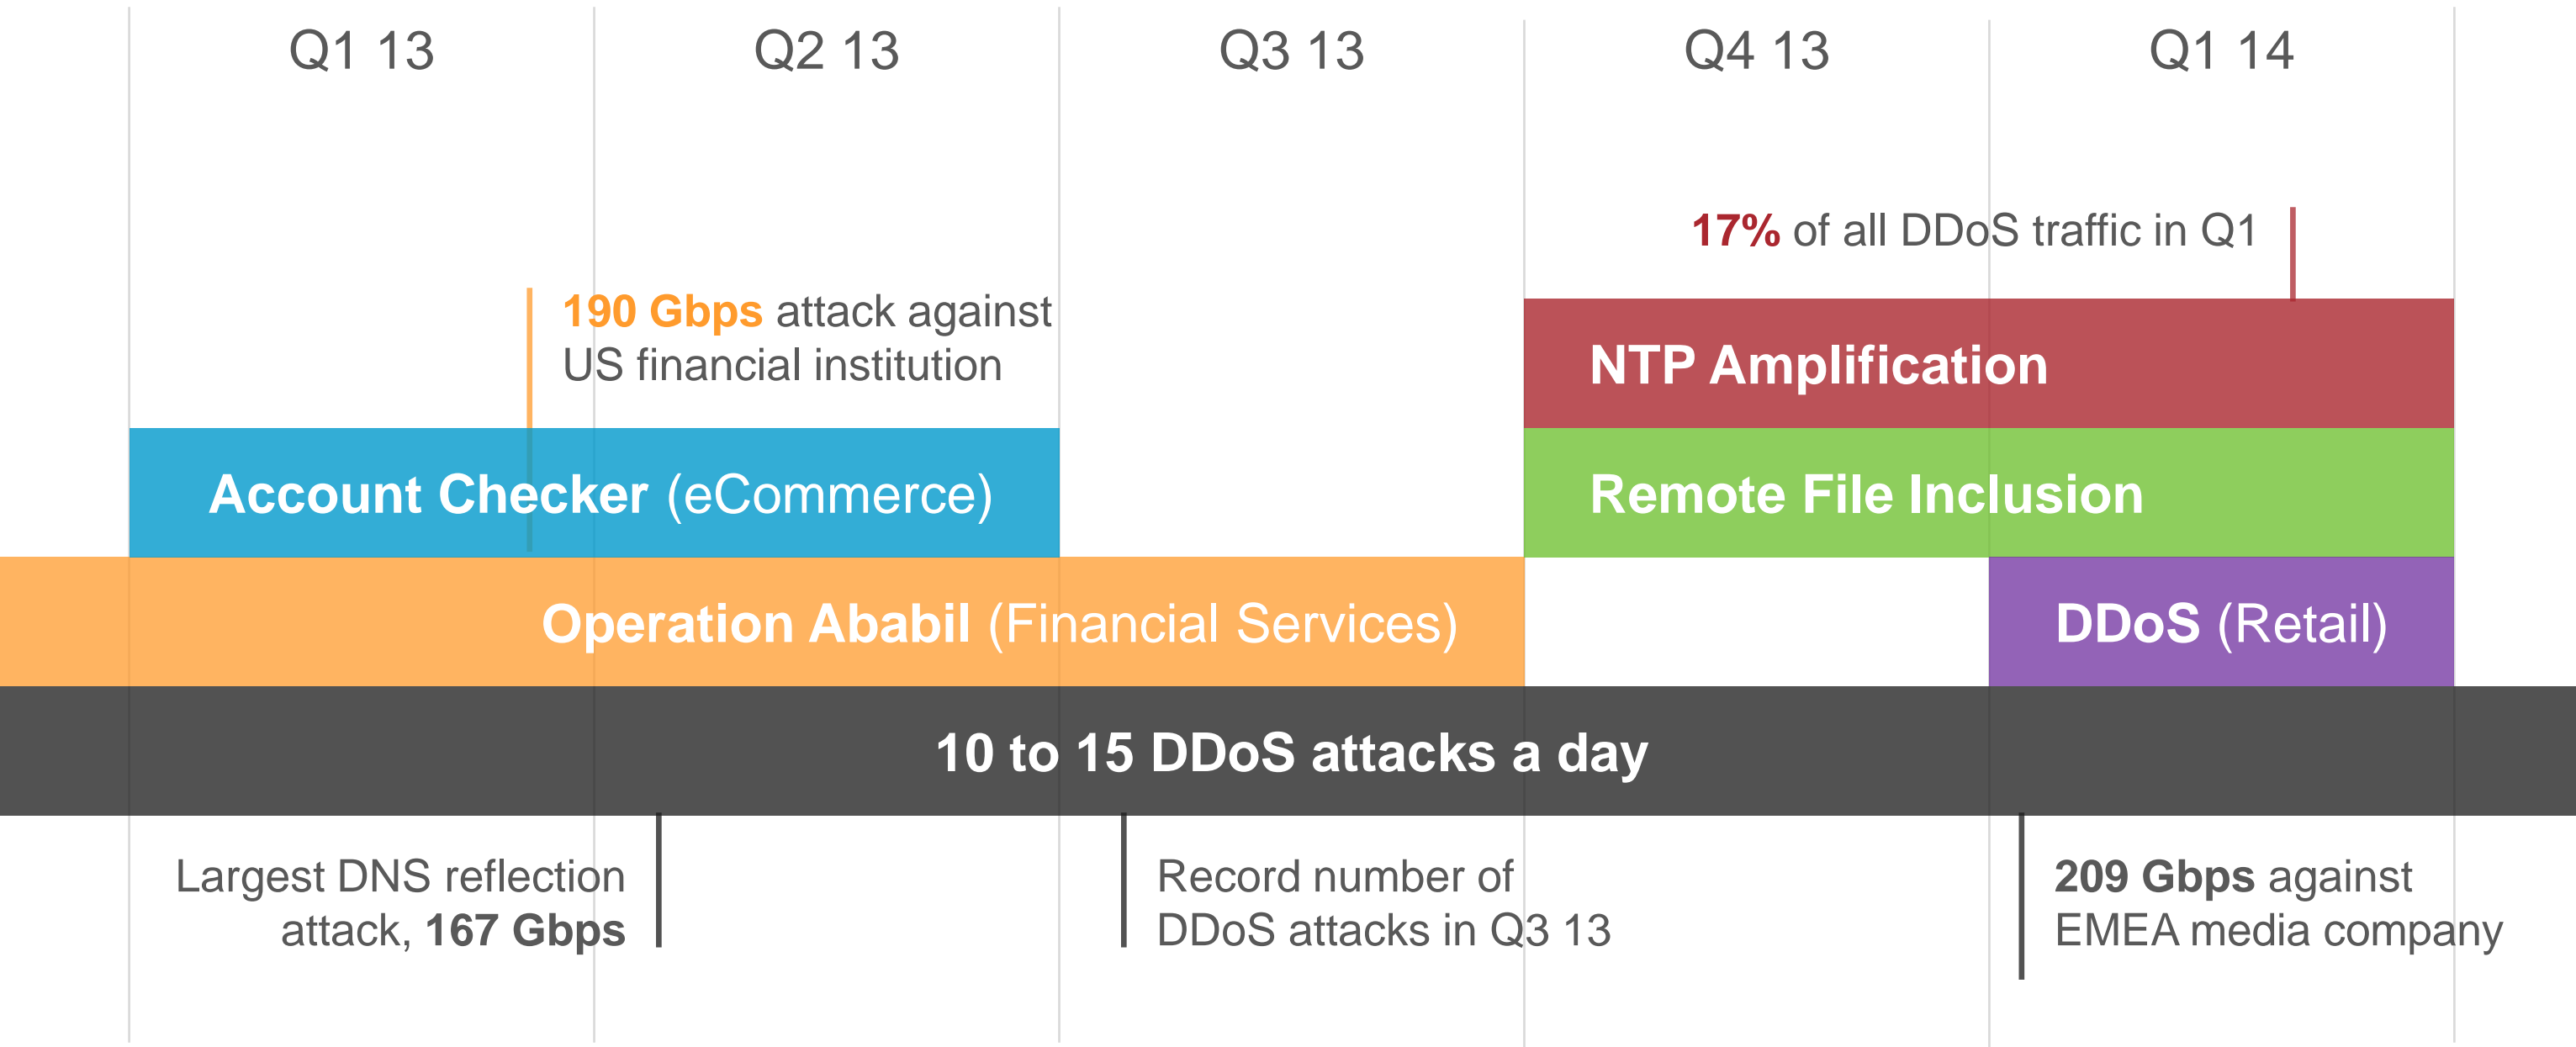 Q1 13
Q2 13
Q3 13
Q4 13
Q1 14
17% of all DDoS traffic in Q1
190 Gbps attack against
US financial institution
NTP Amplification
Account Checker (eCommerce)
Remote File Inclusion
Operation Ababil (Financial Services)
DDoS (Retail)
10 to 15 DDoS attacks a day
Largest DNS reflection
attack, 167 Gbps
Record number of
DDoS attacks in Q3 13
209 Gbps against
EMEA media company